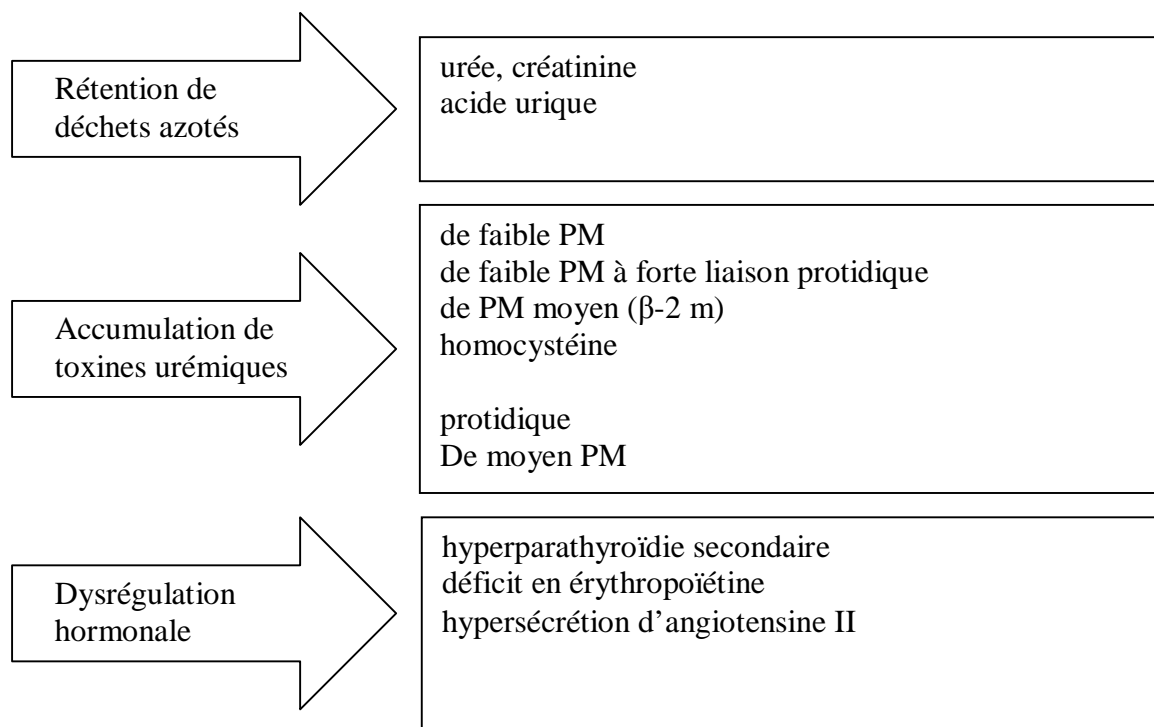 Rétention de
déchets azotés
urée, créatinine
acide urique
Accumulation de
toxines urémiques
de faible PM
de faible PM à forte liaison protidique
de PM moyen (β-2 m)
homocystéine
protidique
De moyen PM
Dysrégulation
hormonale
hyperparathyroïdie secondaire
déficit en érythropoïétine
hypersécrétion d’angiotensine II